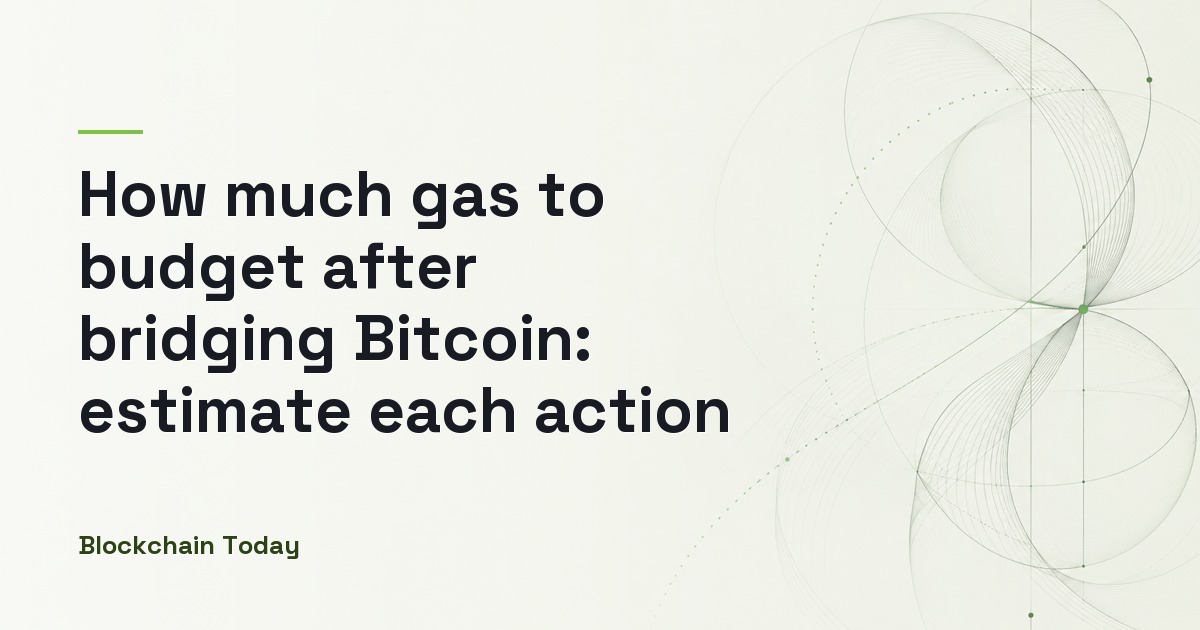 How much gas to
budget after
bridging Bitcoin:
estimate each action
Blockchain Today